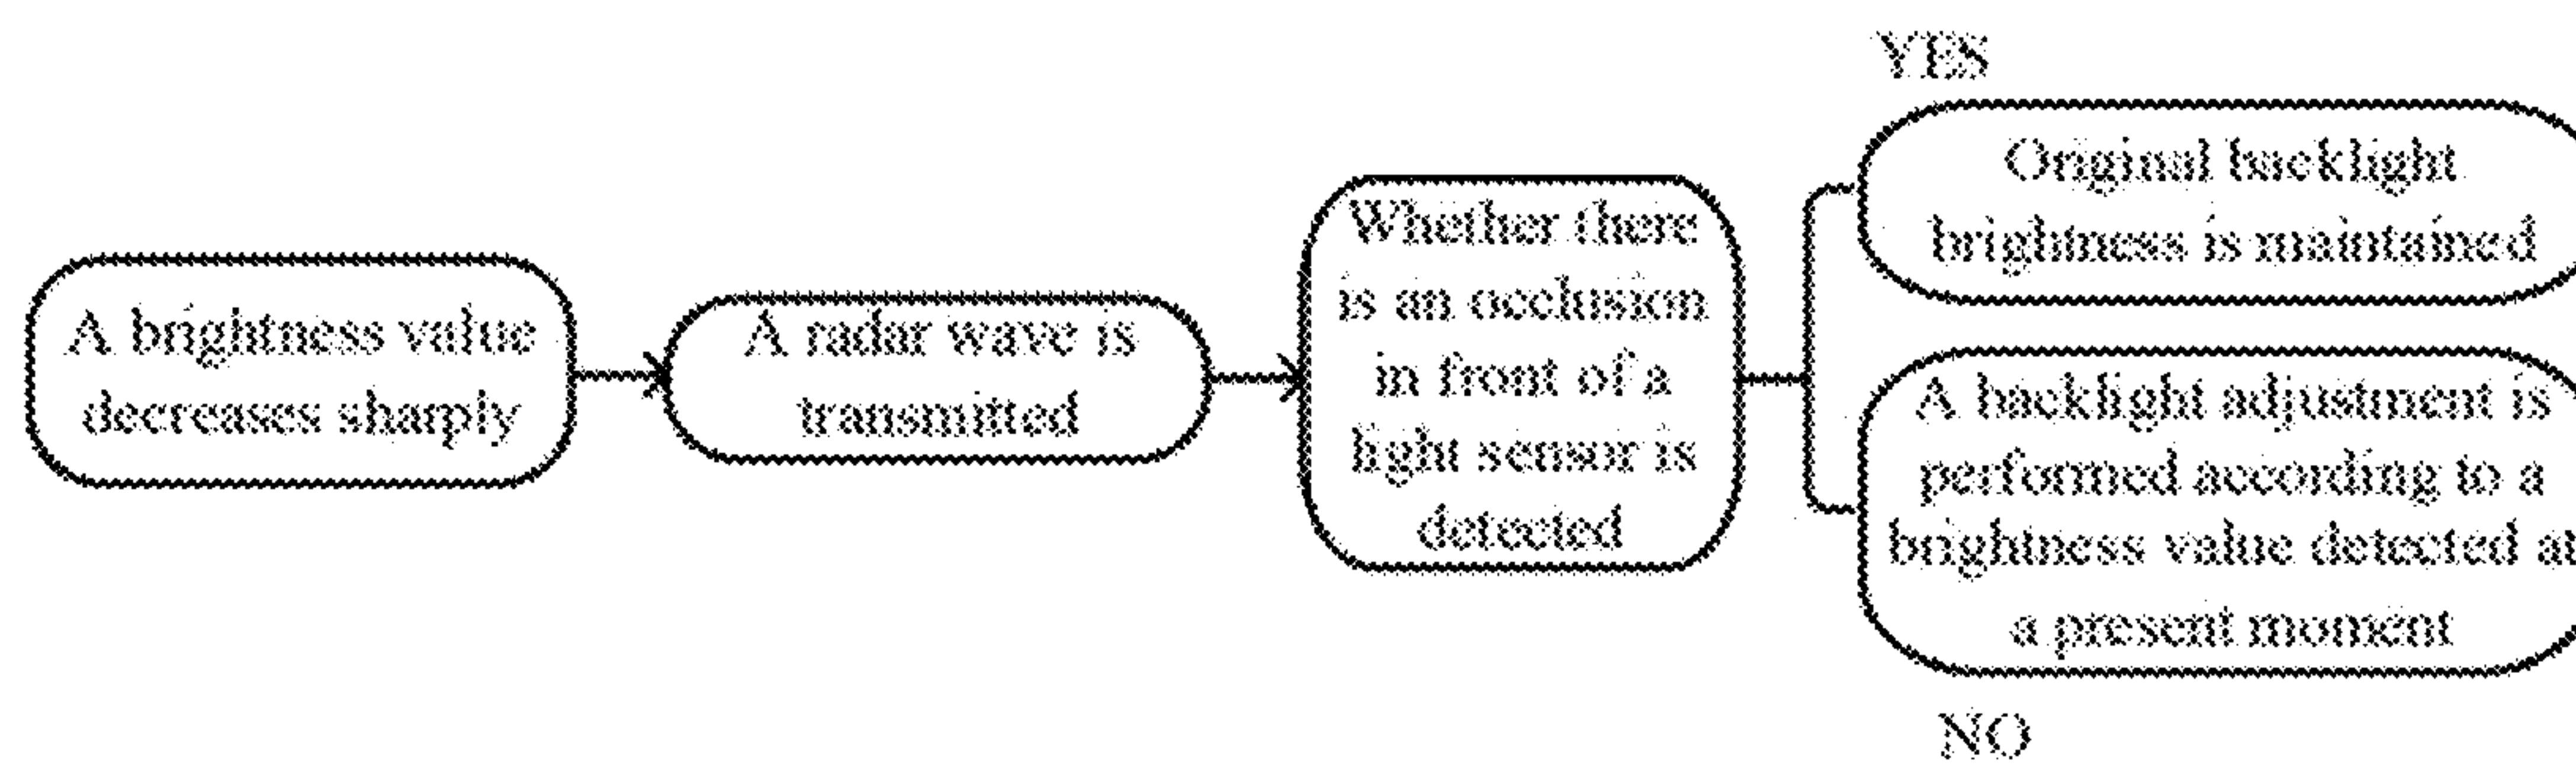 A brightness value
decreases sharply
A radar wave is
transmitted
Whether there
is an occlusion
in front of a
light sensor is
detected
YES
Original backlight
brightness is maintained
A backlight adjustment is
performed according to a
brightness value detected
a present moment
NO